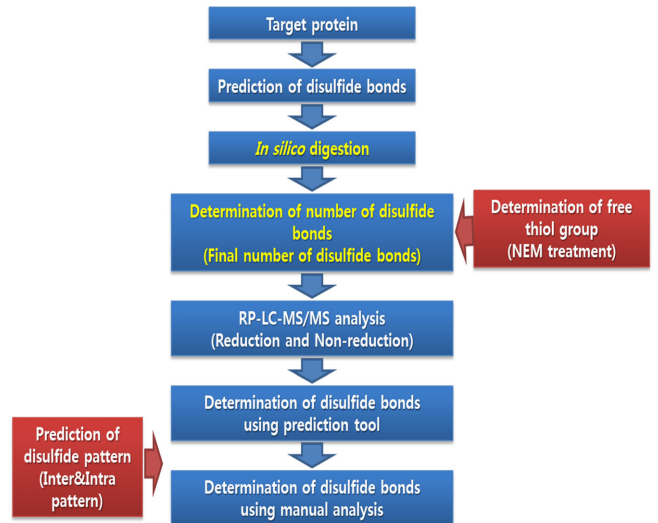 Target protein
Prediction of disulfide bonds
In silico digestion
Determination of number of disulfide
bonds
(Final number of disulfide bonds)
Determination of free
thiol group
(NEM treatment)
RP-LC-MS/MS analysis
(Reduction and Non-reduction)
Determination of disulfide bonds
using prediction tool
Prediction of
disulfide pattern
(Inter&Intra
pattern)
Determination of disulfide bonds
using manual analysis